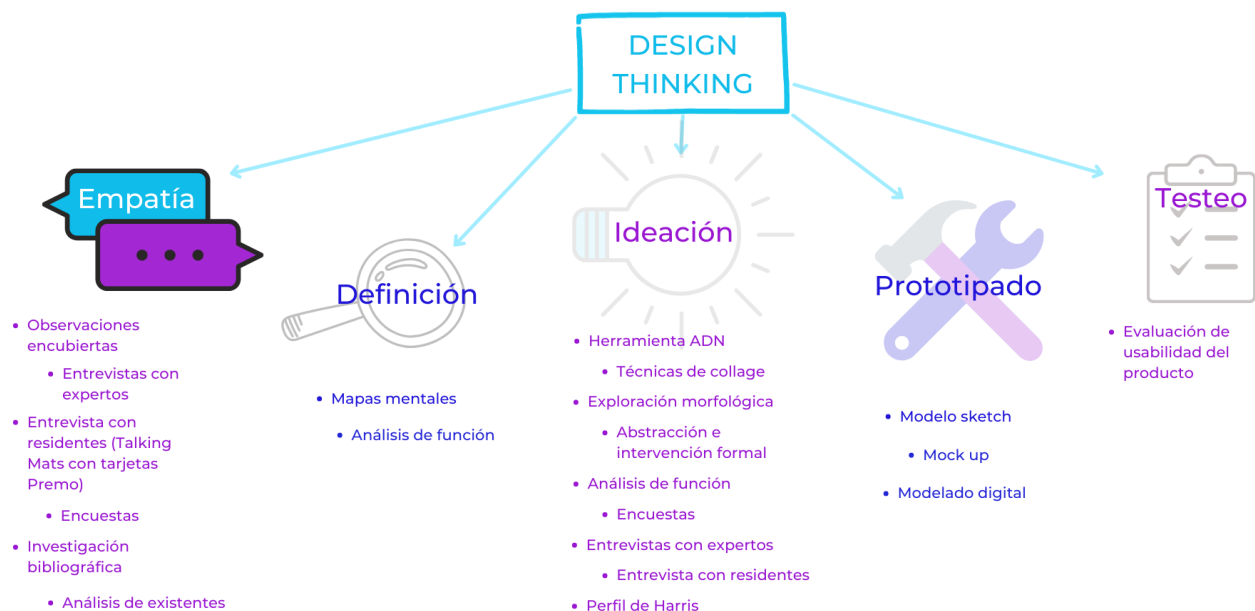 DESIGN
THINKING
Empatía
• Observaciones
encubiertas
• Entrevistas con
expertos
• Entrevista con
residentes (Talking
Mats con tarjetas
Premo)
• Encuestas
• Investigación
bibliográfica
• Análisis de existentes
Definición
• Mapas mentales
• Análisis de función
Ideación
• Herramienta ADN
• Técnicas de collage
• Exploración morfológica
• Abstracción e
intervención formal
• Análisis de función
• Encuestas
• Entrevistas con expertos
• Entrevista con residentes
• Perfil de Harris
Prototipado
• Modelo sketch
• Mock up
• Modelado digital
Testeo
• Evaluación de
usabilidad del
producto